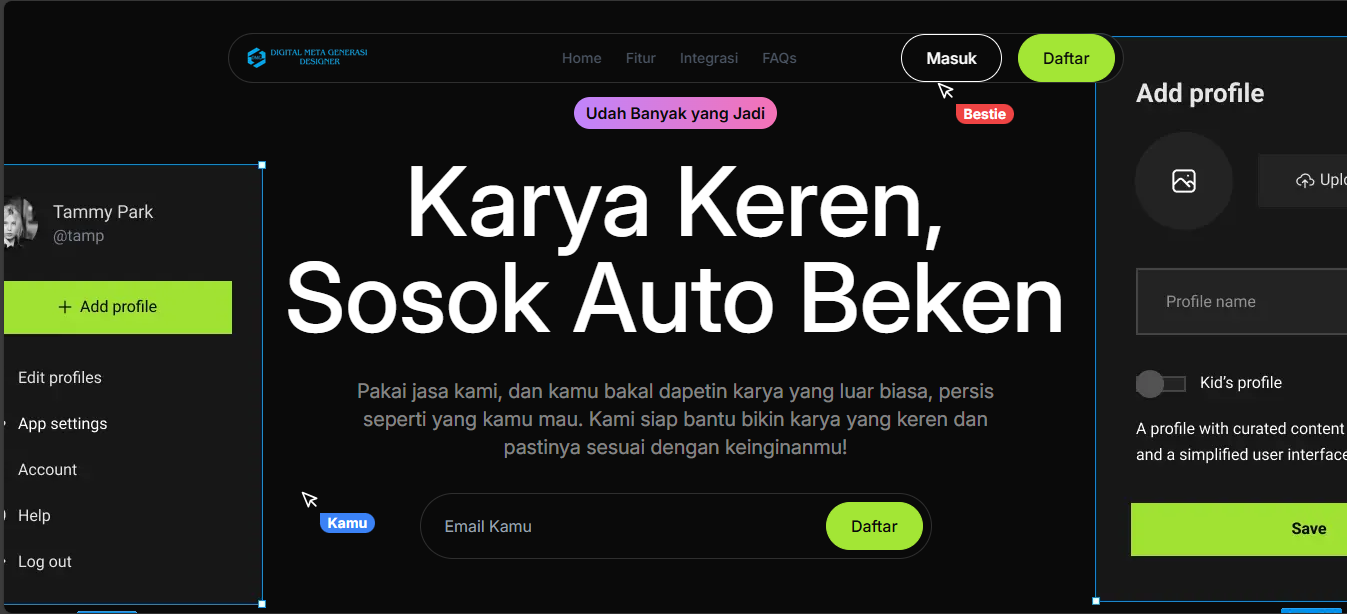 DIGITAL META GENERASI
DESIGNER
Home
Fitur
Integrasi
FAQs
Masuk
Daftar
Udah Banyak yang Jadi
Bestie
Karya Keren,
Sosok Auto Beken
Pakai jasa kami, dan kamu bakal dapetin karya yang luar biasa, persis
seperti yang kamu mau. Kami siap bantu bikin karya yang keren dan
pastinya sesuai dengan keinginanmu!
Kamu
Email Kamu
Daftar
Tammy Park
@tamp
+ Add profile
Edit profiles
App settings
Account
Help
Log out
Add profile
Uplo
Profile name
Kid’s profile
A profile with curated content
and a simplified user interface
Save